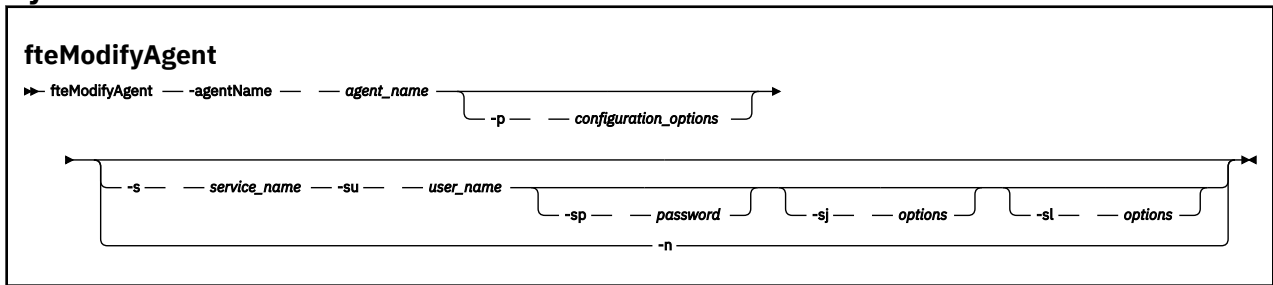 fteModifyAgent
fteModifyAgent -agentName agent_name
-p configuration_options
-s service_name -su user_name
-sp password -sj options -sl options
-n